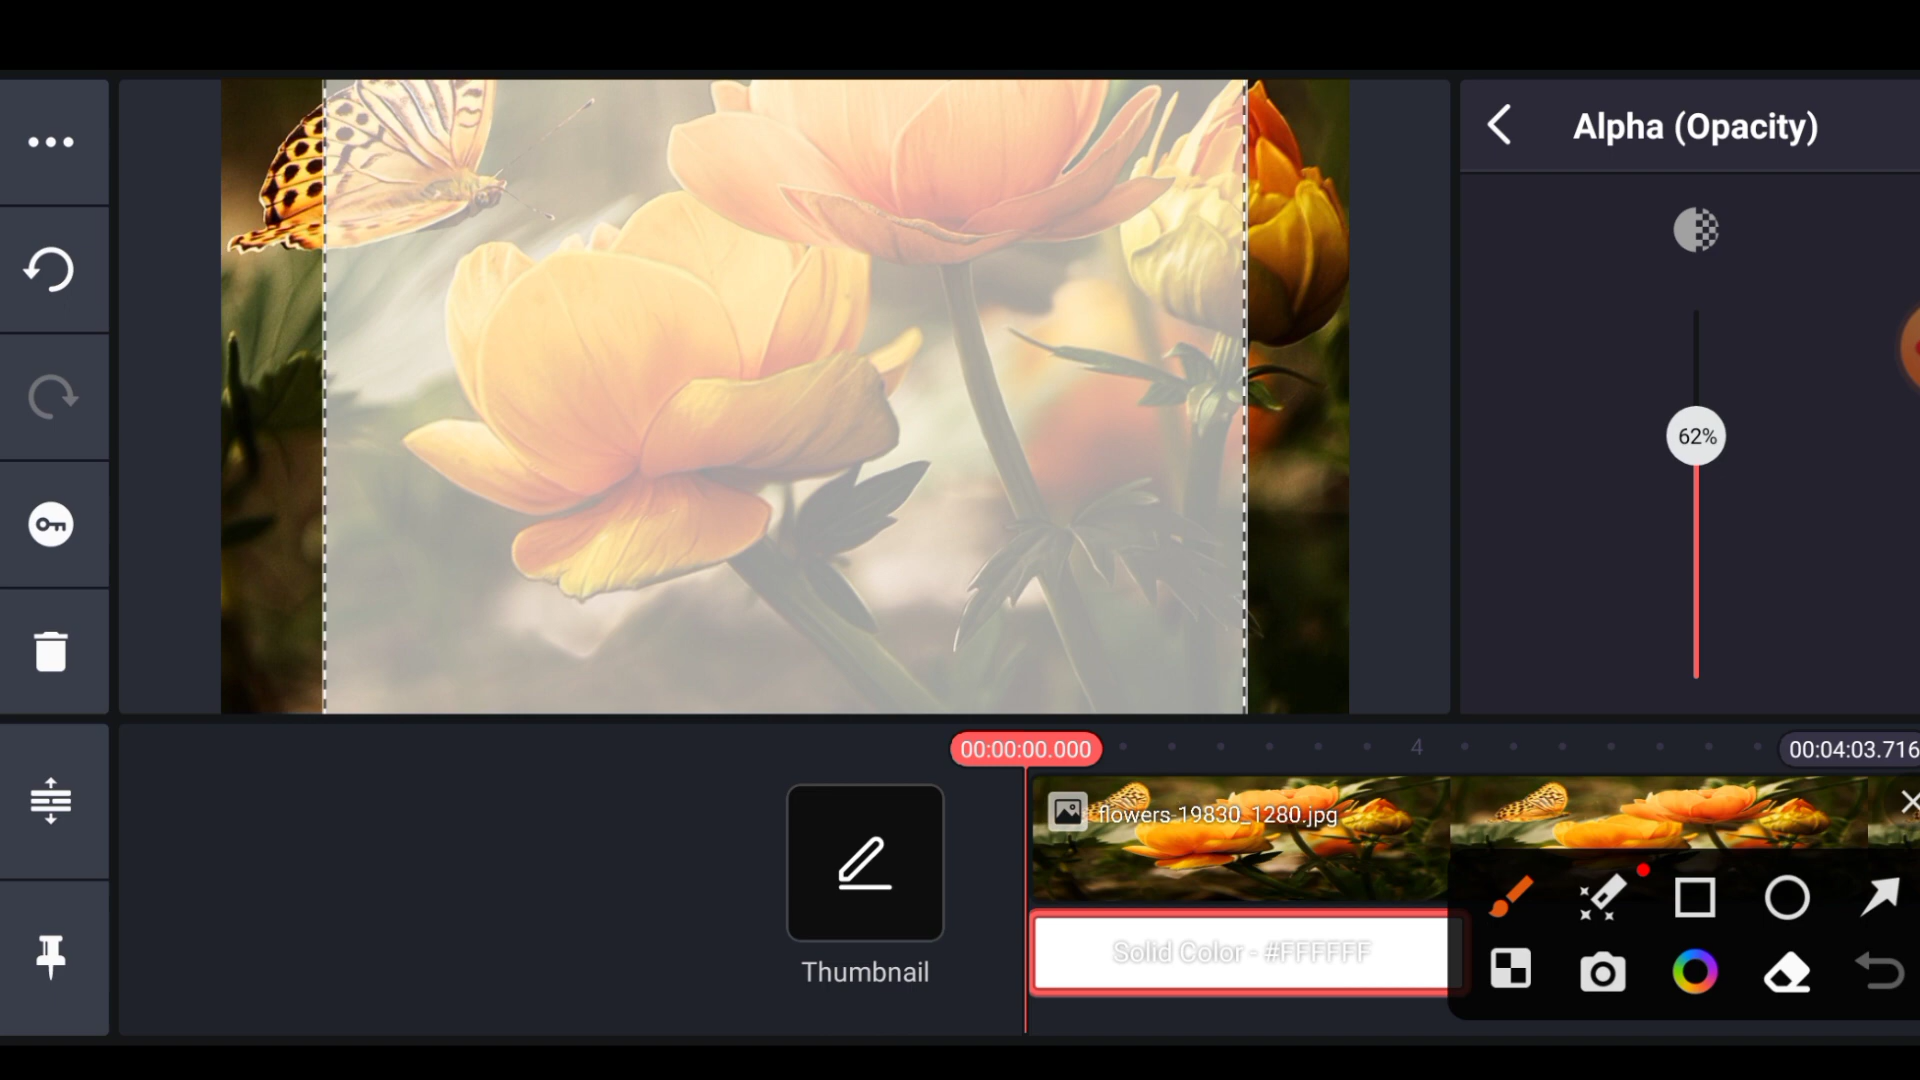 Alpha (Opacity)
62%
00:00:00.000
4
00:04:03.716
flowers-19830_1280.jpg
Thumbnail
Solid Color - #FFFFFF